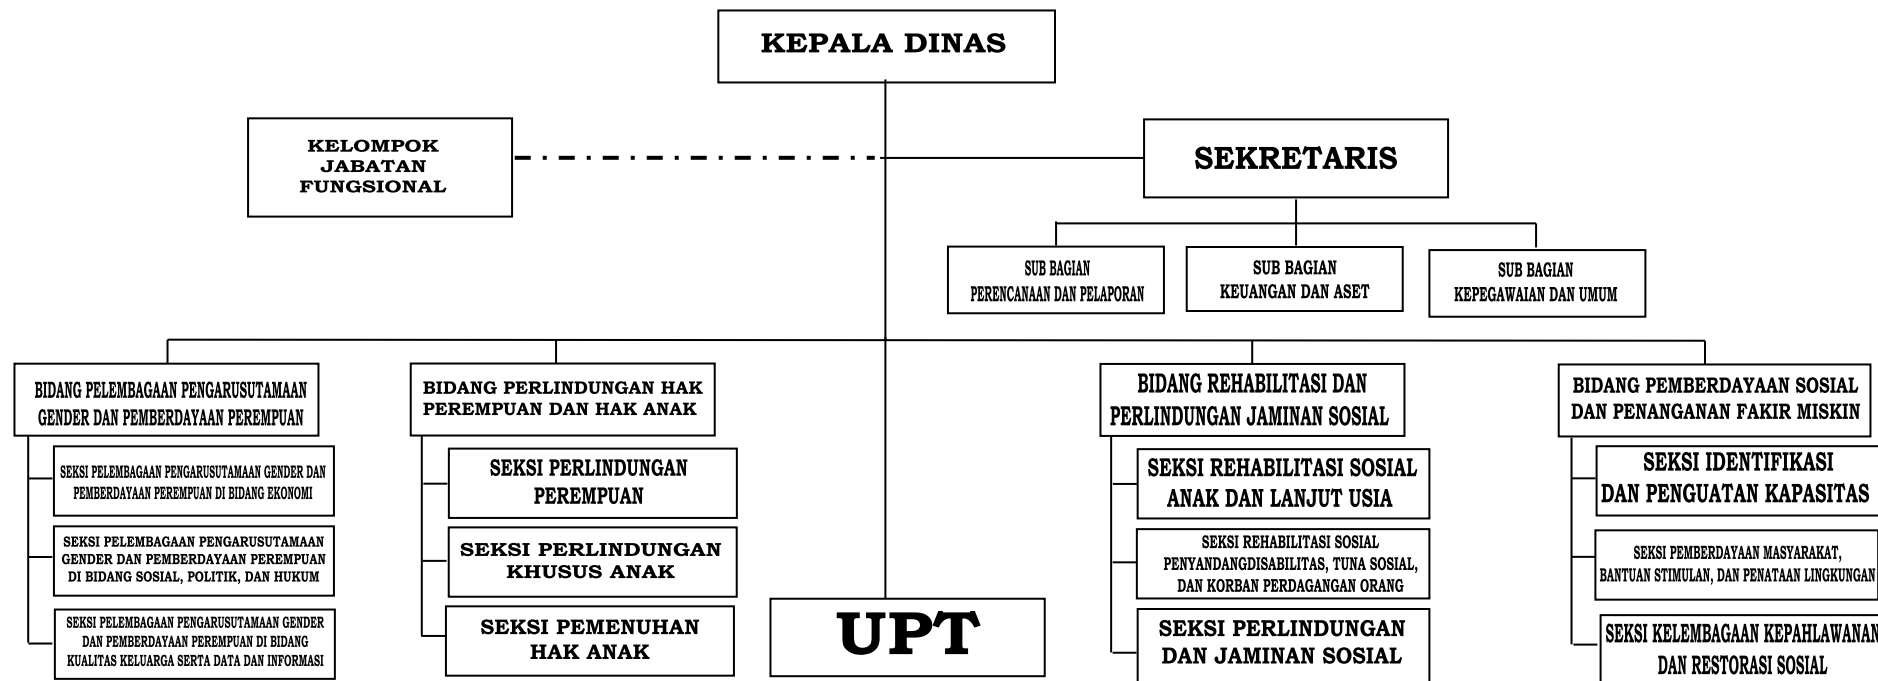 KEPALA DINAS
KELOMPOK
JABATAN
FUNGSIONAL
SEKRETARIS
SUB BAGIAN
PERENCANAAN DAN PELAPORAN
SUB BAGIAN
KEUANGAN DAN ASET
SUB BAGIAN
KEPEGAWAIAN DAN UMUM
BIDANG PELEMBAGAAN PENGARUSUTAMAAN
GENDER DAN PEMBERDAYAAN PEREMPUAN
SEKSI PELEMBAGAAN PENGARUSUTAMAAN GENDER DAN
PEMBERDAYAAN PEREMPUAN DI BIDANG EKONOMI
SEKSI PELEMBAGAAN PENGARUSUTAMAAN
GENDER DAN PEMBERDAYAAN PEREMPUAN
DI BIDANG SOSIAL, POLITIK, DAN HUKUM
SEKSI PELEMBAGAAN PENGARUSUTAMAAN GENDER
DAN PEMBERDAYAAN PEREMPUAN DI BIDANG
KUALITAS KELUARGA SERTA DATA DAN INFORMASI
BIDANG PERLINDUNGAN HAK
PEREMPUAN DAN HAK ANAK
SEKSI PERLINDUNGAN
PEREMPUAN
SEKSI PERLINDUNGAN
KHUSUS ANAK
SEKSI PEMENUHAN
HAK ANAK
UPT
BIDANG REHABILITASI DAN
PERLINDUNGAN JAMINAN SOSIAL
SEKSI REHABILITASI SOSIAL
ANAK DAN LANJUT USIA
SEKSI REHABILITASI SOSIAL
PENYANDANGDISABILITAS, TUNA SOSIAL,
DAN KORBAN PERDAGANGAN ORANG
SEKSI PERLINDUNGAN
DAN JAMINAN SOSIAL
BIDANG PEMBERDAYAAN SOSIAL
DAN PENANGANAN FAKIR MISKIN
SEKSI IDENTIFIKASI
DAN PENGUATAN KAPASITAS
SEKSI PEMBERDAYAAN MASYARAKAT,
BANTUAN STIMULAN, DAN PENATAAN LINGKUNGAN
SEKSI KELEMBAGAAN KEPAHLAWANAN
DAN RESTORASI SOSIAL